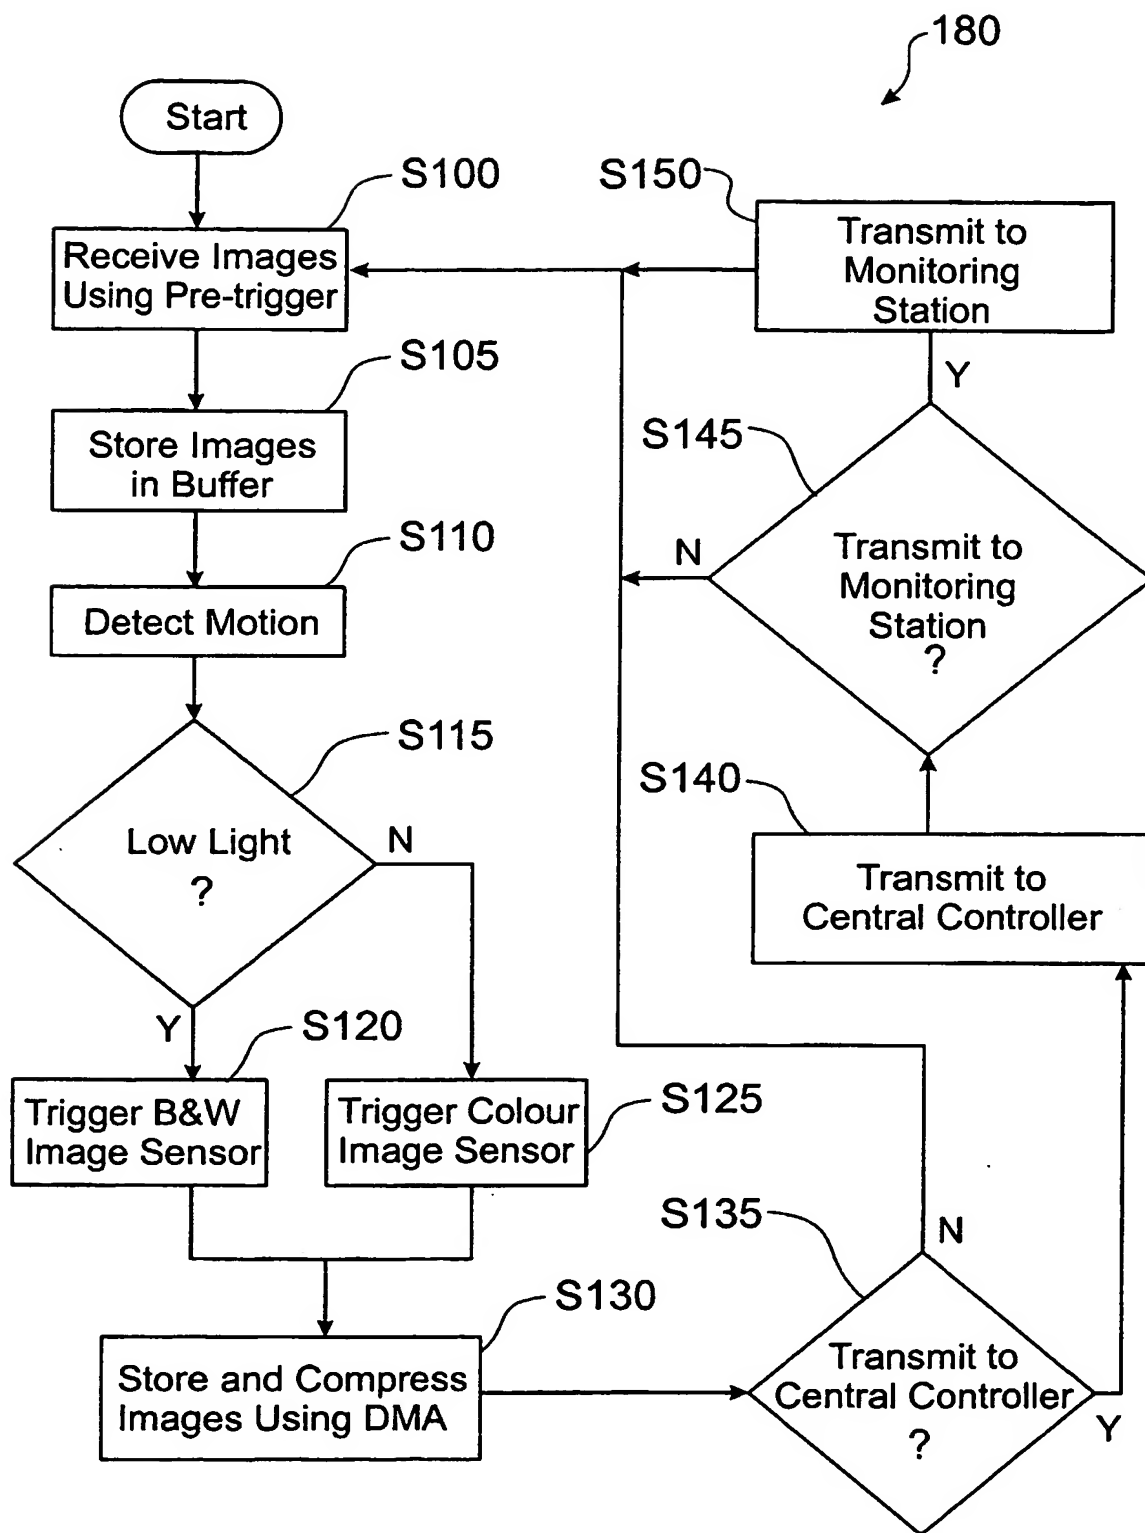 180
Start
S100
Receive Images
Using Pre-trigger
S105
Store Images
in Buffer
S110
Detect Motion
S115
Low Light
?
N
Y
S120
Trigger B&W
Image Sensor
S125
Trigger Colour
Image Sensor
S130
Store and Compress
Images Using DMA
S135
Transmit to
Central Controller
?
N
Y
S140
Transmit to
Central Controller
S145
Transmit to
Monitoring
Station
?
N
Y
S150
Transmit to
Monitoring
Station